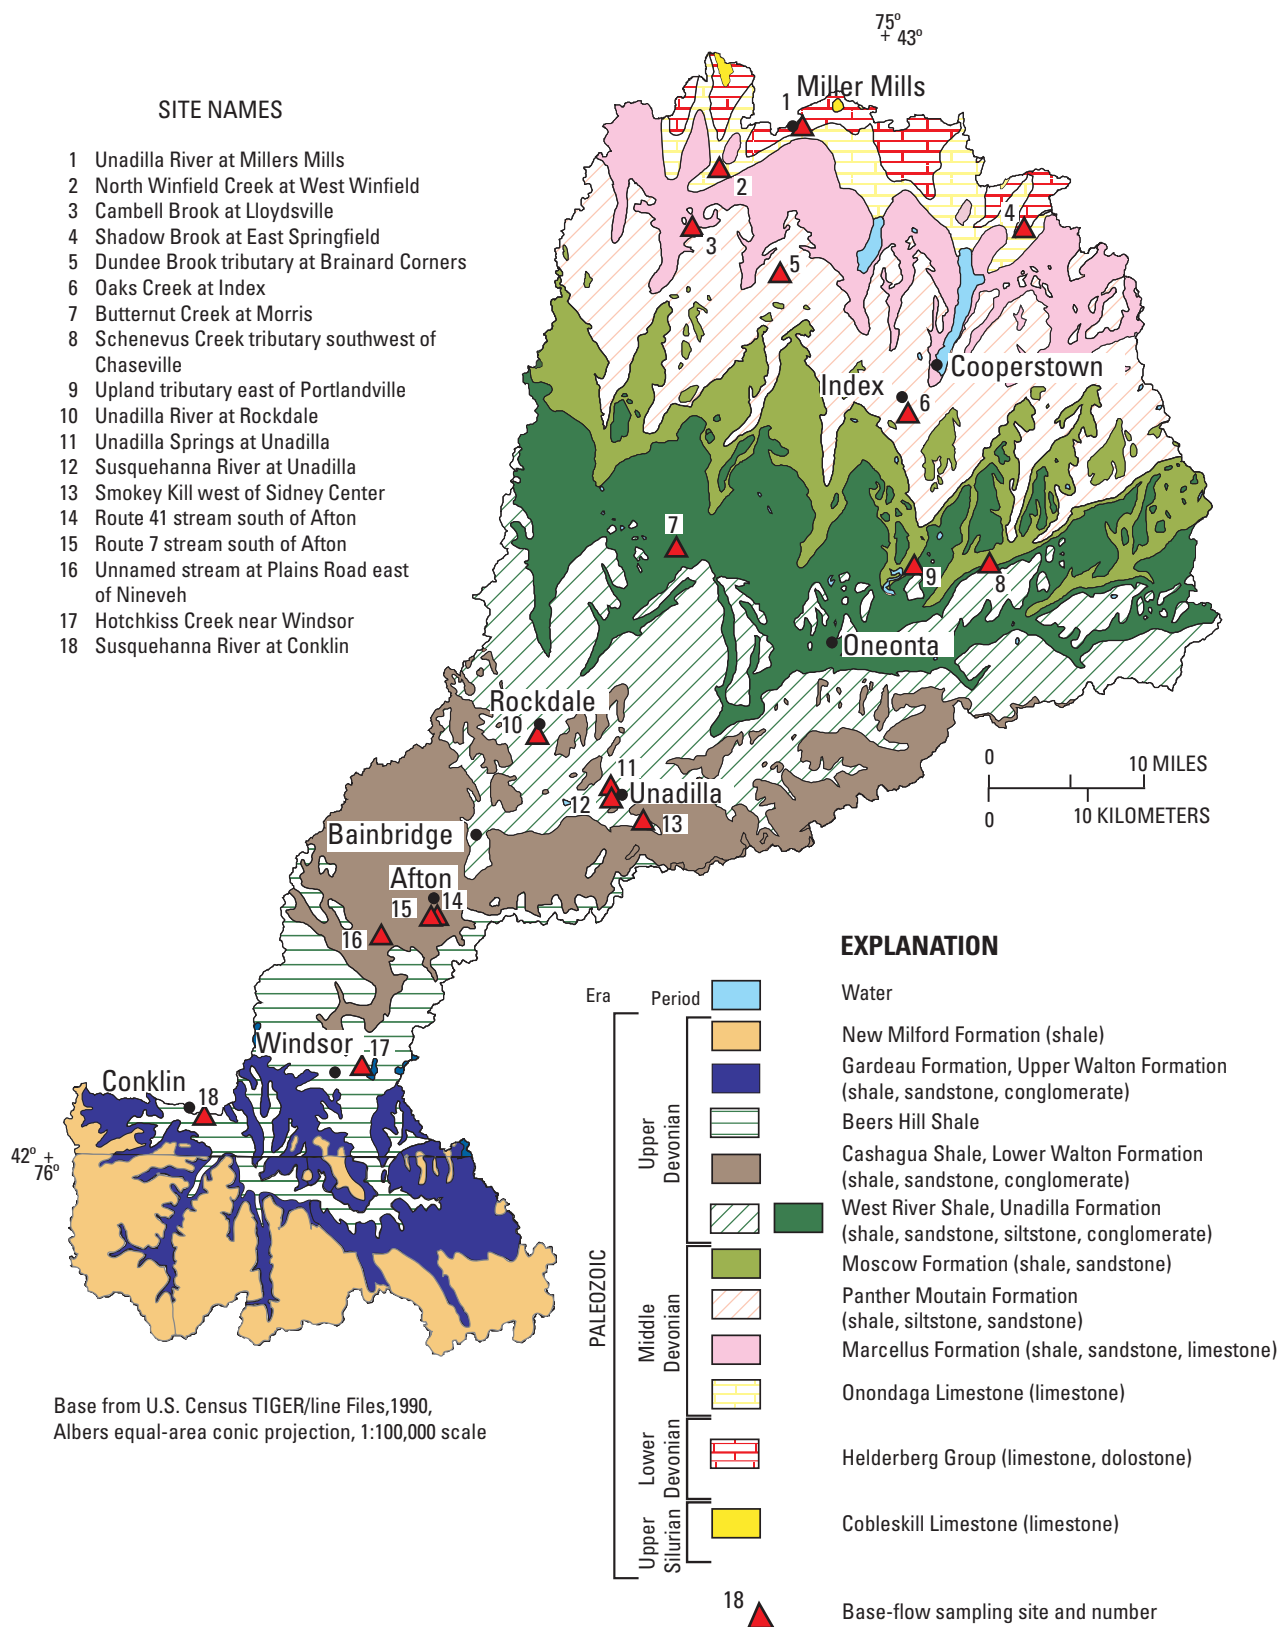 75º
+ 43º
SITE NAMES
1 Unadilla River at Millers Mills
2 North Winfield Creek at West Winfield
3 Cambell Brook at Lloydsville
4 Shadow Brook at East Springfield
5 Dundee Brook tributary at Brainard Corners
6 Oaks Creek at Index
7 Butternut Creek at Morris
8 Schenevus Creek tributary southwest of
Chaseville
9 Upland tributary east of Portlandville
10 Unadilla River at Rockdale
11 Unadilla Springs at Unadilla
12 Susquehanna River at Unadilla
13 Smokey Kill west of Sidney Center
14 Route 41 stream south of Afton
15 Route 7 stream south of Afton
16 Unnamed stream at Plains Road east
of Nineveh
17 Hotchkiss Creek near Windsor
18 Susquehanna River at Conklin
Miller Mills
1
2
3
4
5
Cooperstown
Index
6
7
9
8
Oneonta
Rockdale
10
11
Unadilla
12
13
Bainbridge
Afton
14
15
16
Windsor
17
Conklin
18
42º +
76º
0
10 MILES
0
10 KILOMETERS
EXPLANATION
Era
Period
Water
New Milford Formation (shale)
Gardeau Formation, Upper Walton Formation
(shale, sandstone, conglomerate)
Beers Hill Shale
Cashagua Shale, Lower Walton Formation
(shale, sandstone, conglomerate)
West River Shale, Unadilla Formation
(shale, sandstone, siltstone, conglomerate)
Moscow Formation (shale, sandstone)
Panther Moutain Formation
(shale, siltstone, sandstone)
Marcellus Formation (shale, sandstone, limestone)
Onondaga Limestone (limestone)
Helderberg Group (limestone, dolostone)
Cobleskill Limestone (limestone)
PALEOZOIC
Upper
Devonian
Middle
Devonian
Lower
Devonian
Upper
Silurian
18
Base-flow sampling site and number
Base from U.S. Census TIGER/line Files,1990,
Albers equal-area conic projection, 1:100,000 scale